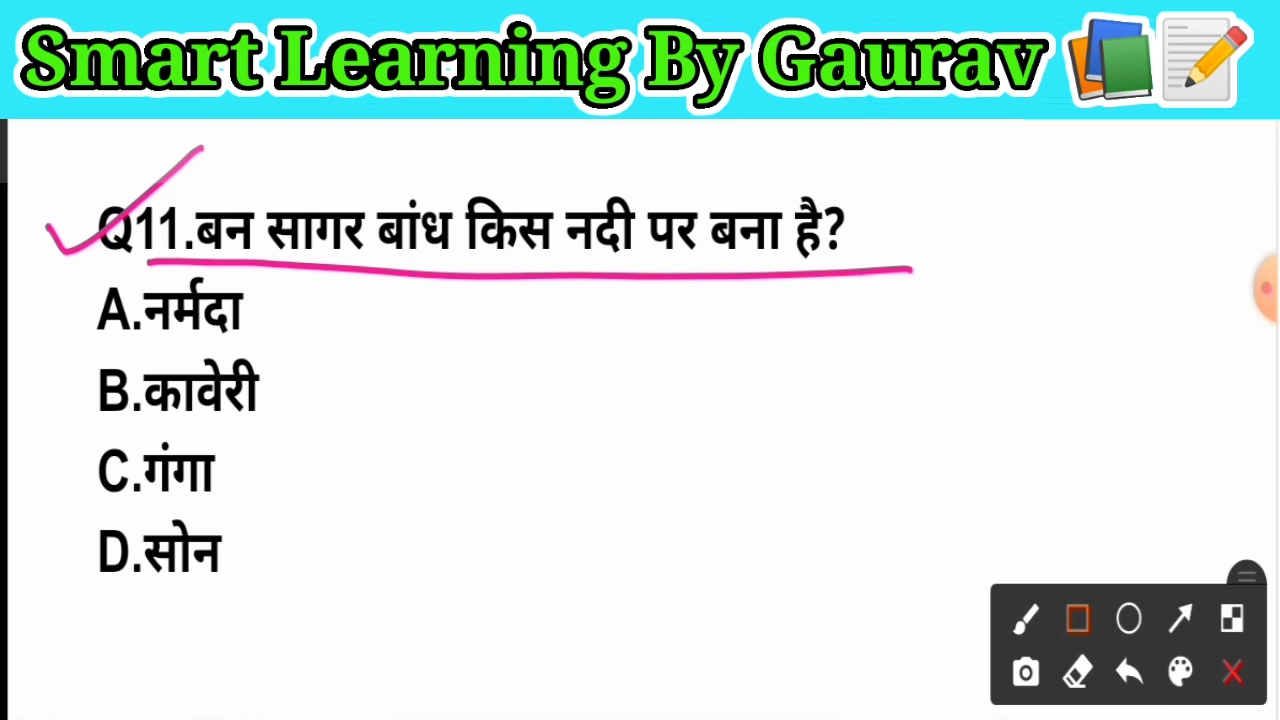 Smart Learning By Gaurav
Q11.बन सागर बांध किस नदी पर बना है?
A.नर्मदा
B.कावेरी
C.गंगा
D.सोन